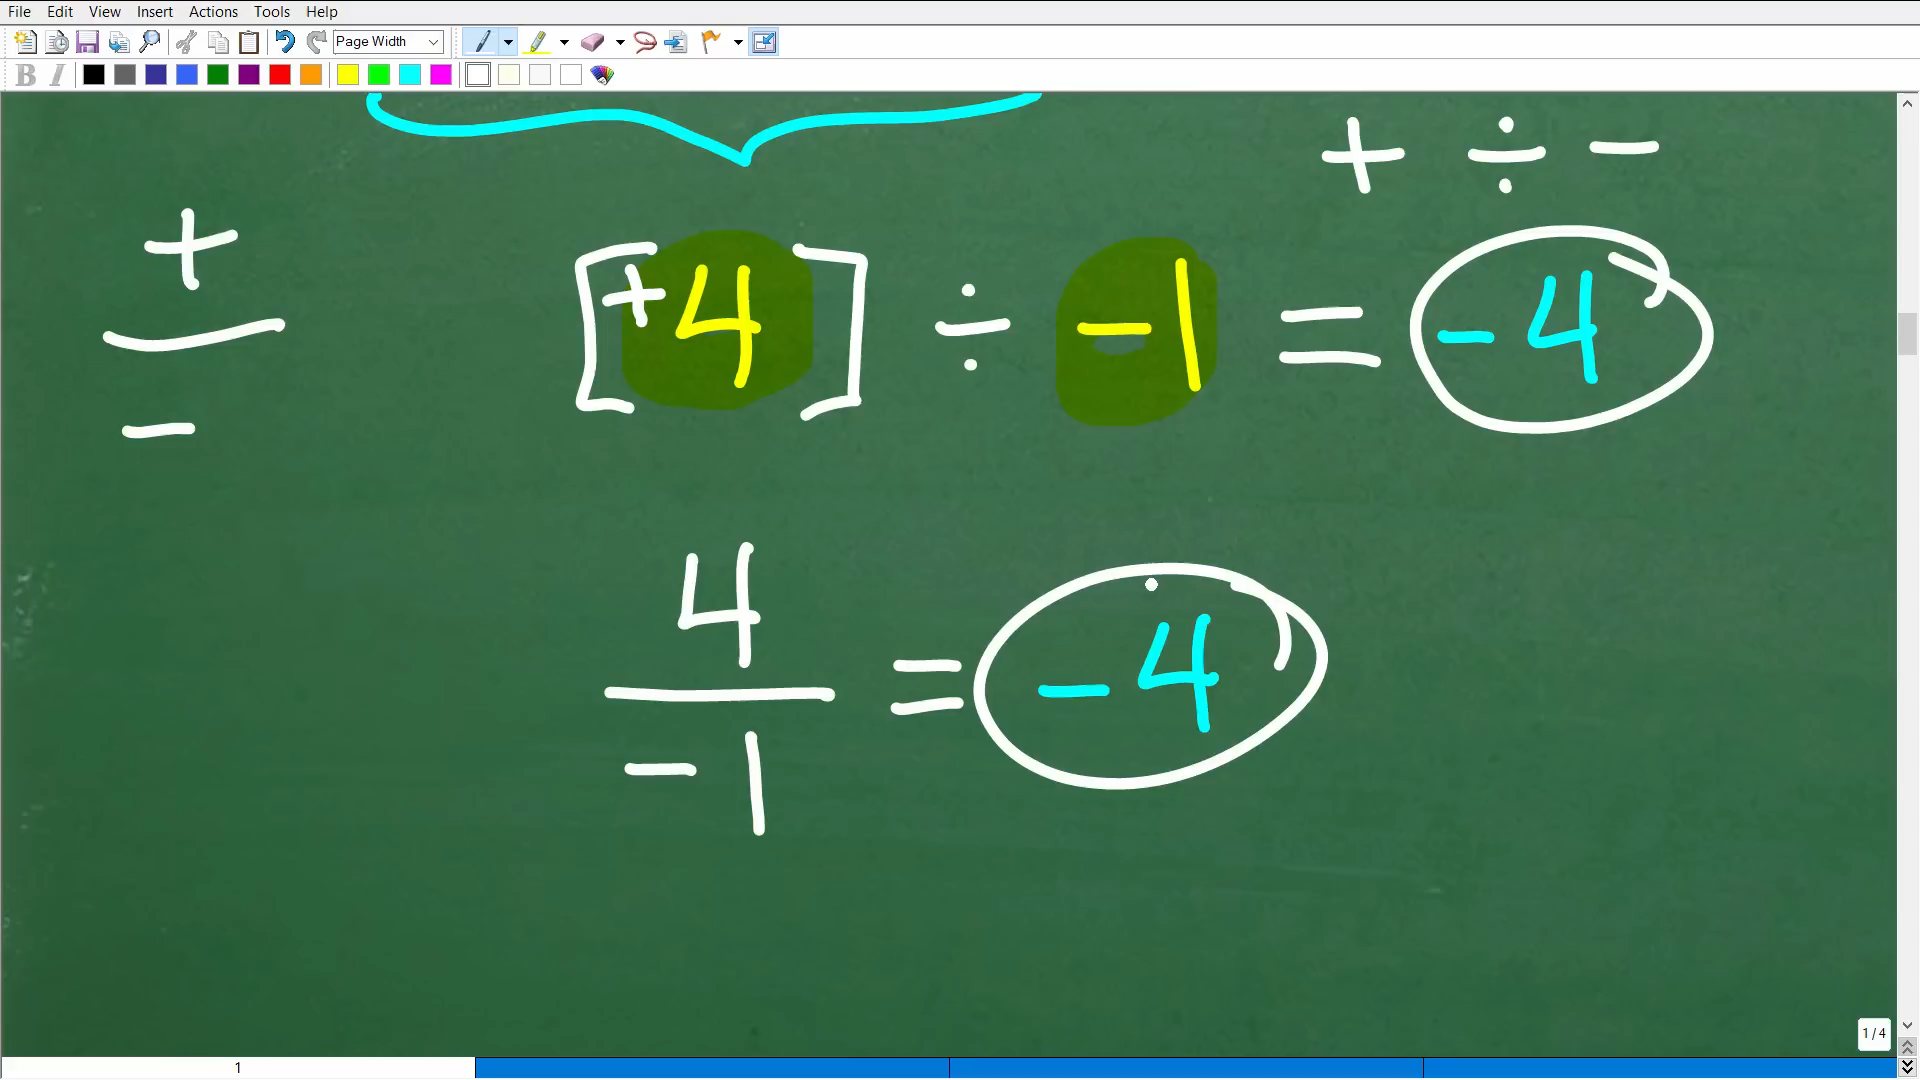 File Edit View Insert Actions Tools Help
Page Width
B I
+ ÷ −
+
−
[+4] ÷ −1 = −4
4
− 1
= −4
1 / 4
1